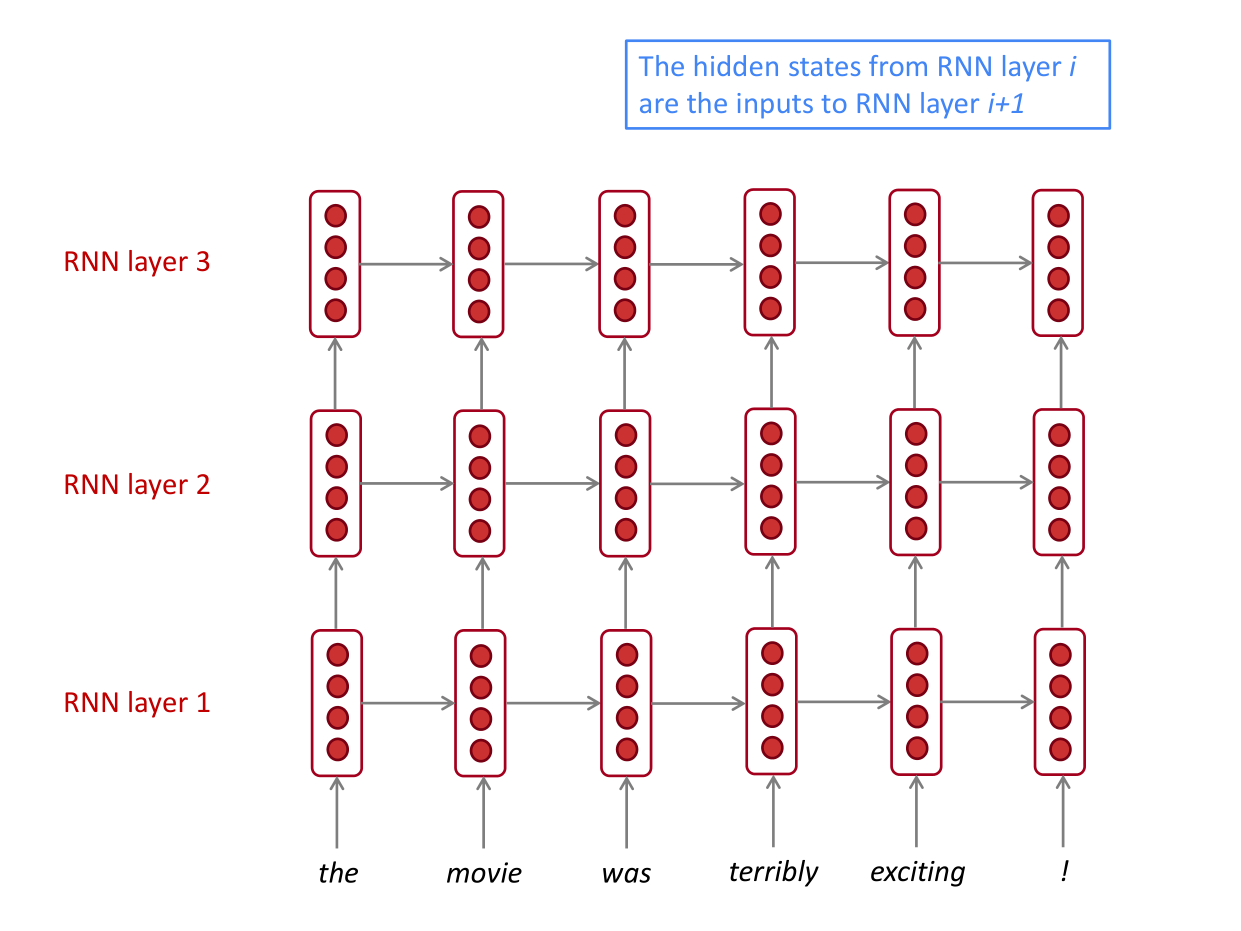 The hidden states from RNN layer i
are the inputs to RNN layer i+1
RNN layer 3
RNN layer 2
RNN layer 1
the movie was terribly exciting !